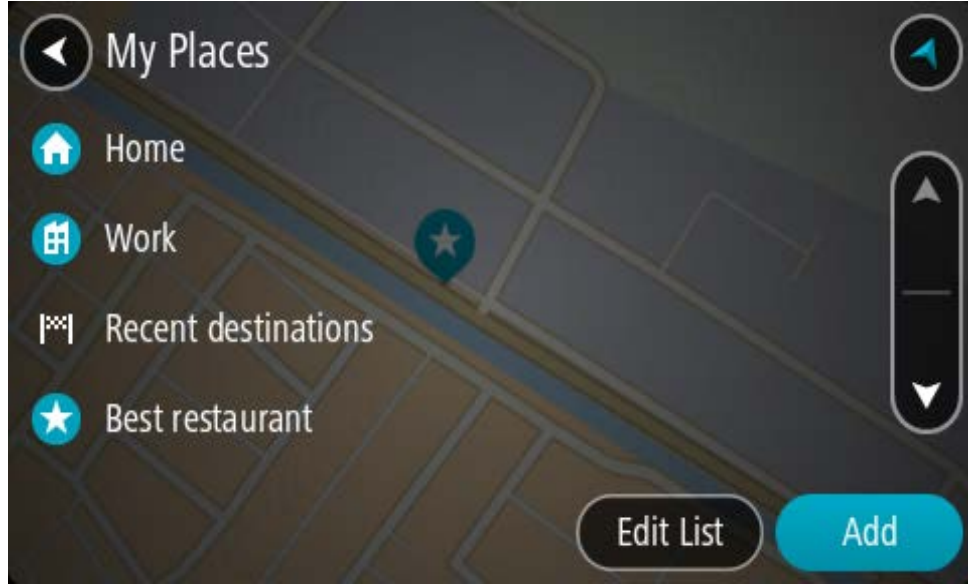 My Places
Home
Work
Recent destinations
Best restaurant
Edit List
Add